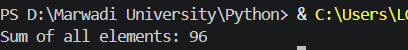 PS D:\Marwadi University\Python> & C:\Users\
Sum of all elements: 96